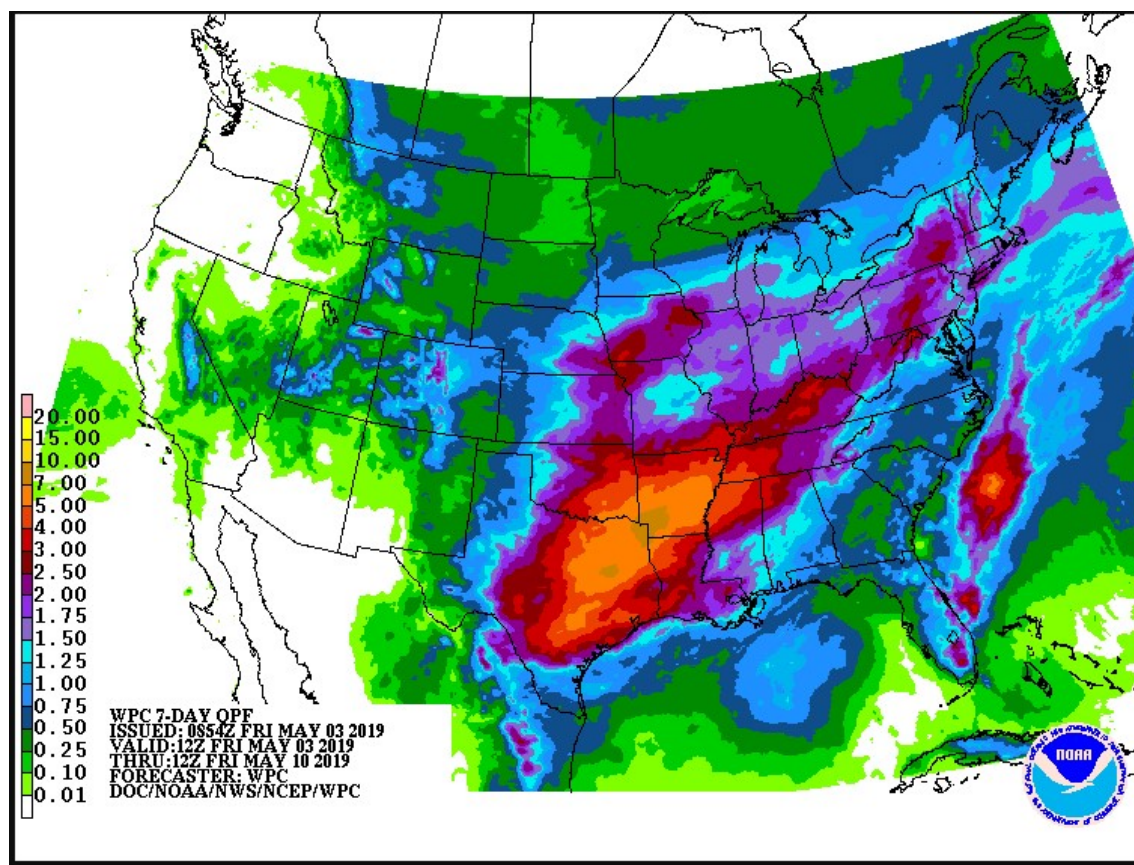 20.00
15.00
10.00
7.00
5.00
4.00
3.00
2.50
2.00
1.75
1.50
1.25
1.00
0.75
0.50
0.25
0.10
0.01
WPC 7-DAY QPF
ISSUED: 0854Z FRI MAY 03 2019
VALID:12Z FRI MAY 03 2019
THRU:12Z FRI MAY 10 2019
FORECASTER: WPC
DOC/NOAA/NWS/NCEP/WPC
NOAA